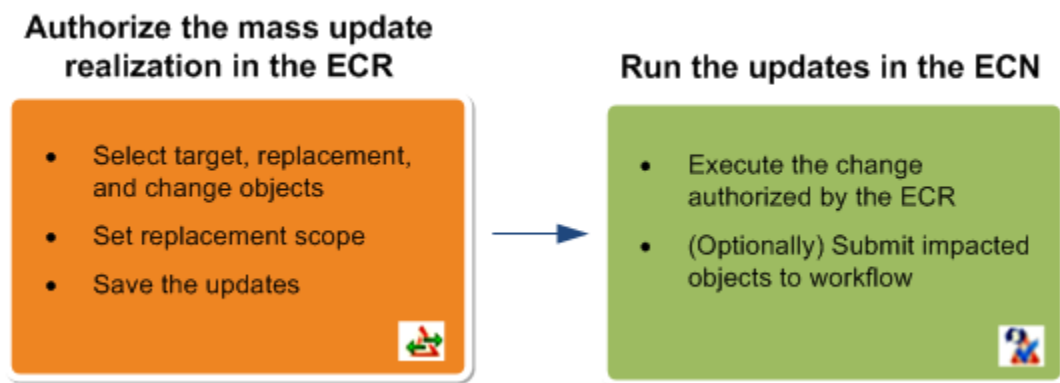 Authorize the mass update
realization in the ECR
• Select target, replacement,
and change objects
• Set replacement scope
• Save the updates
Run the updates in the ECN
• Execute the change
authorized by the ECR
• (Optionally) Submit impacted
objects to workflow